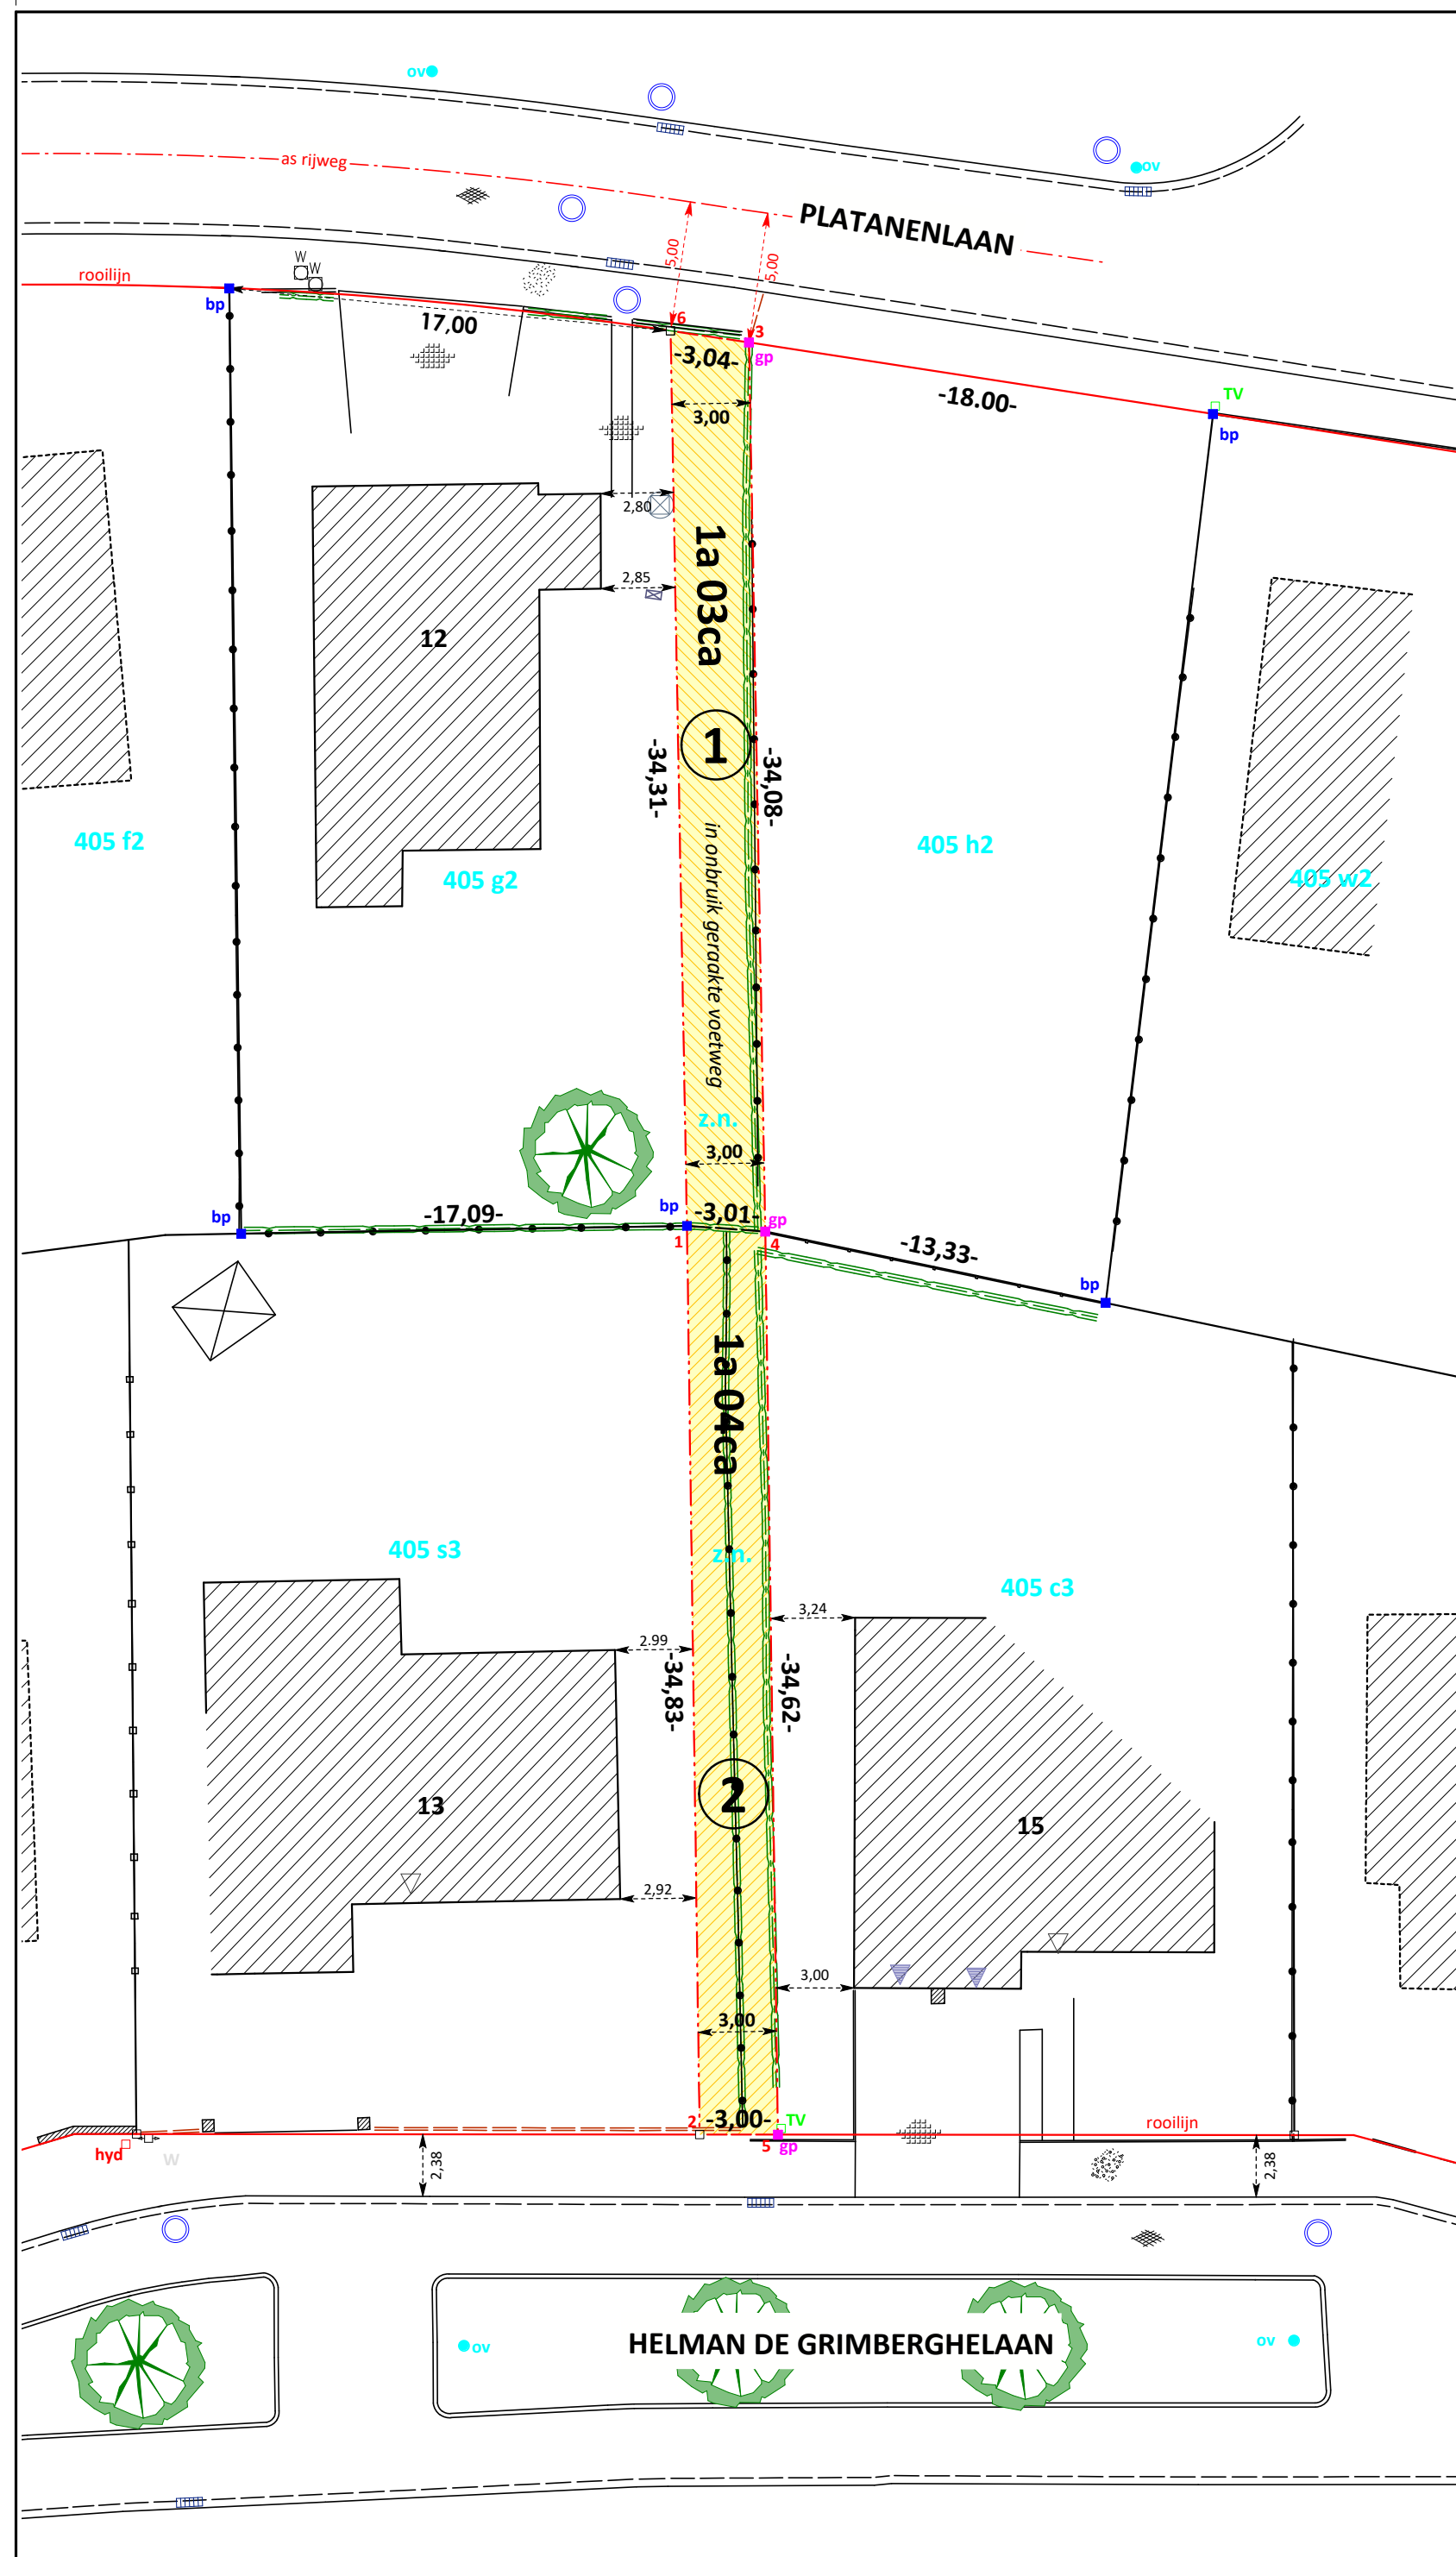 ov
ov
as rijweg
PLATANENLAAN
5,00
5,00
rooilijn
W
W
bp
17,00
6
3
-3,04-
gp
-18.00-
TV
bp
3,00
2,80
1a 03ca
2,85
12
1
-34,31-
-34,08-
405 f2
405 g2
405 h2
405 w2
in onbruik geraakte voetweg
z.n.
3,00
bp
-17,09-
bp
-3,01-
gp
1
4
-13,33-
bp
1a 04ca
405 s3
z.n.
405 c3
3,24
2.99
-34,83-
-34,62-
13
2
15
2,92
3,00
3,00
2
-3,00-
TV
rooilijn
5
gp
hyd
W
2,38
2,38
HELMAN DE GRIMBERGHELAAN
ov
ov